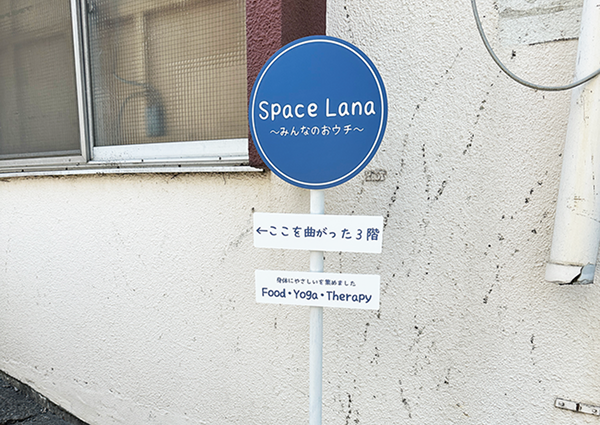 Space Lana
～みんなのおウチ～
←ここを曲がった３階
身体にやさしいを集めました
Food・Yoga・Therapy